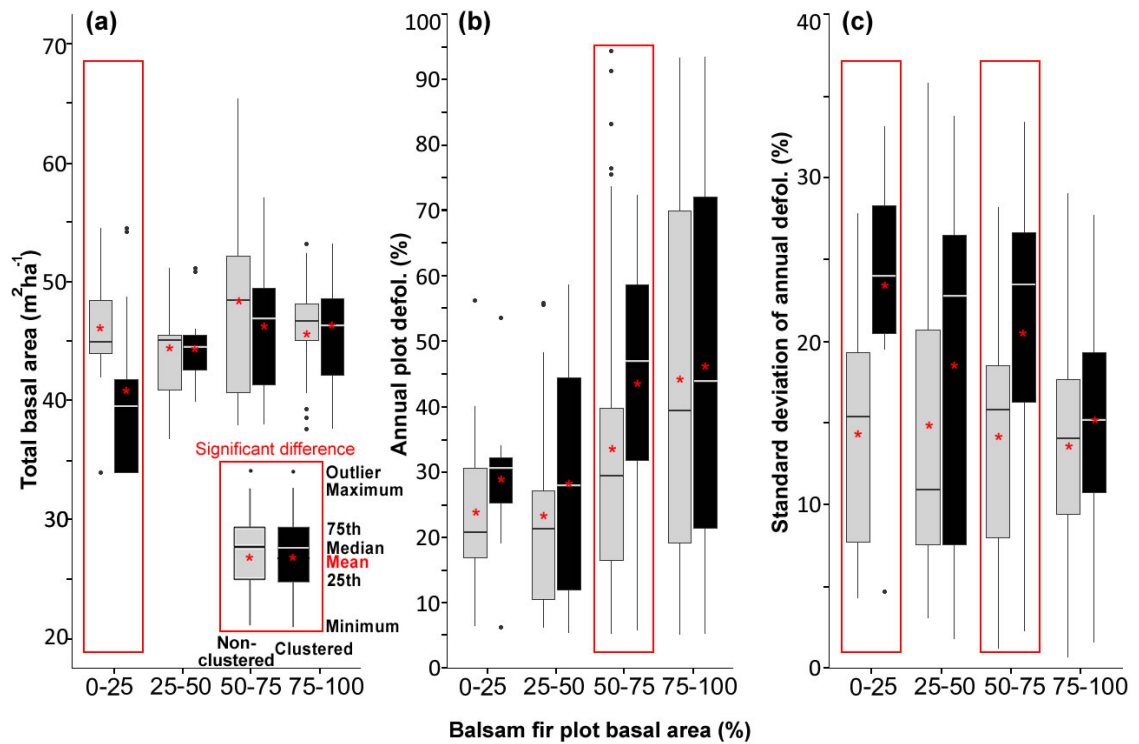 (a)
Total basal area (m²ha⁻¹)
70
60
50
40
30
20
0-25
25-50
50-75
75-100
Significant difference
Outlier
Maximum
75th
Median
Mean
25th
Minimum
Non-
clustered
Clustered
(b)
Annual plot defol. (%)
100
90
80
70
60
50
40
30
20
10
0
0-25
25-50
50-75
75-100
(c)
Standard deviation of annual defol. (%)
40
30
20
10
0
0-25
25-50
50-75
75-100
Balsam fir plot basal area (%)